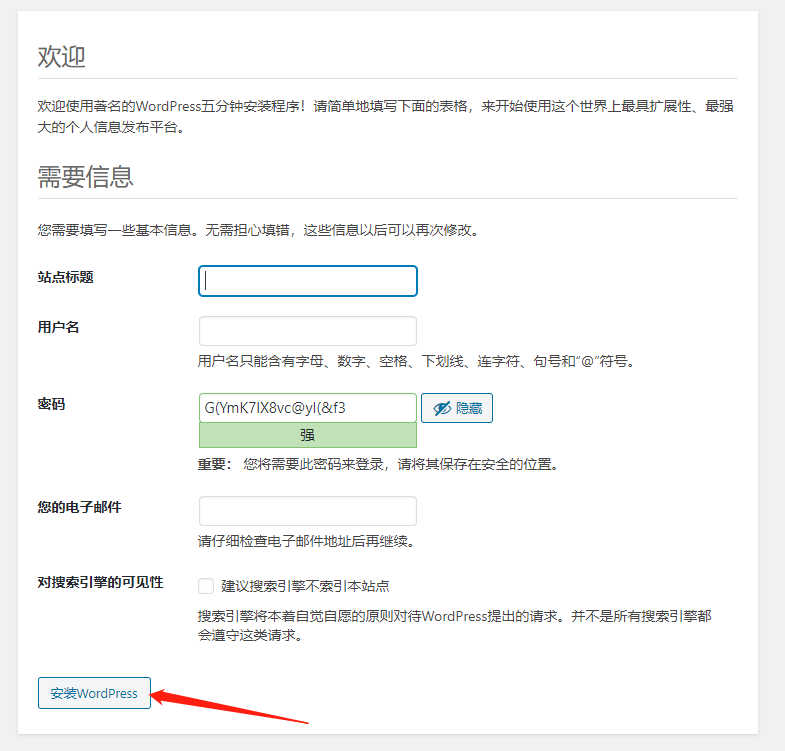 欢迎
欢迎使用著名的WordPress五分钟安装程序！请简单地填写下面的表格，来开始使用这个世界上最具扩展性、最强
大的个人信息发布平台。
需要信息
您需要填写一些基本信息。无需担心填错，这些信息以后可以再次修改。
站点标题
用户名
用户名只能含有字母、数字、空格、下划线、连字符、句号和“@”符号。
密码
G(YmK7IX8vc@yI(&f3
隐藏
强
重要： 您将需要此密码来登录，请将其保存在安全的位置。
您的电子邮件
请仔细检查电子邮件地址后再继续。
对搜索引擎的可见性
建议搜索引擎不索引本站点
搜索引擎将本着自觉自愿的原则对待WordPress提出的请求。并不是所有搜索引擎都
会遵守这类请求。
安装WordPress